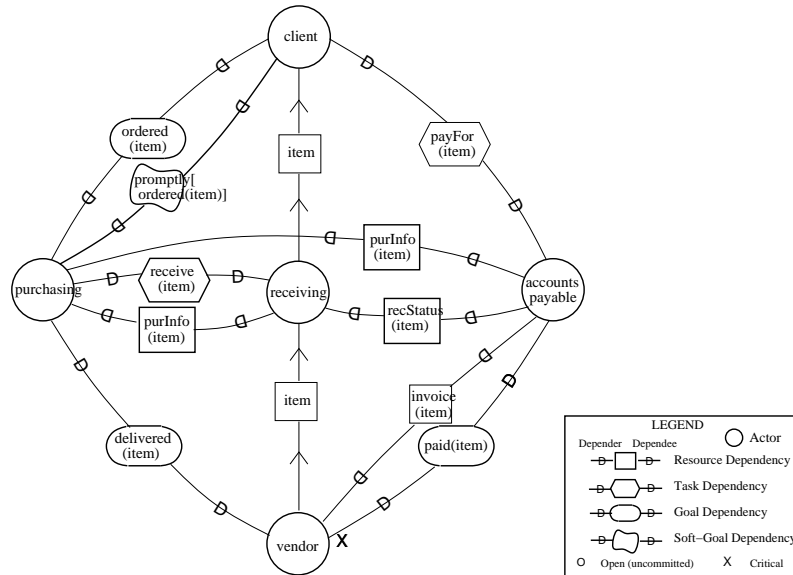 client
ordered
(item)
payFor
(item)
item
promptly[
ordered(item)]
purInfo
(item)
receive
(item)
purchasing
receiving
accounts
payable
recStatus
(item)
purInfo
(item)
item
invoice
(item)
delivered
(item)
paid(item)
vendor
X
LEGEND
Depender Dependee
Actor
Resource Dependency
Task Dependency
Goal Dependency
Soft-Goal Dependency
O Open (uncommitted) X Critical